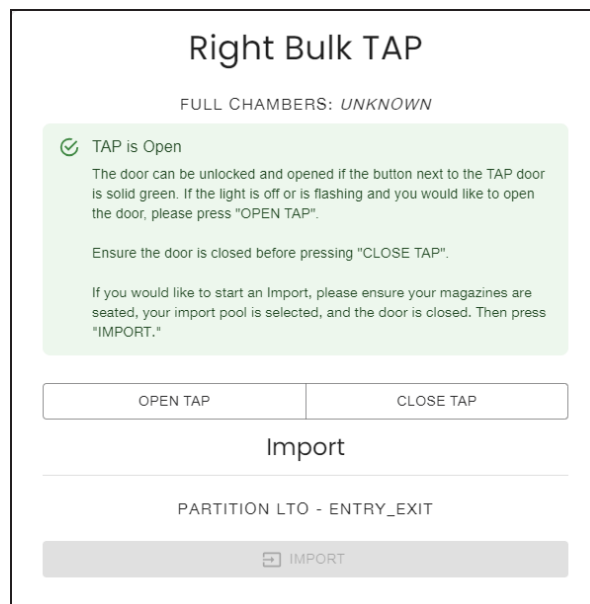 Right Bulk TAP
FULL CHAMBERS: UNKNOWN
TAP is Open
The door can be unlocked and opened if the button next to the TAP door
is solid green. If the light is off or is flashing and you would like to open
the door, please press "OPEN TAP".
Ensure the door is closed before pressing "CLOSE TAP".
If you would like to start an Import, please ensure your magazines are
seated, your import pool is selected, and the door is closed. Then press
"IMPORT."
OPEN TAP
CLOSE TAP
Import
PARTITION LTO - ENTRY_EXIT
IMPORT